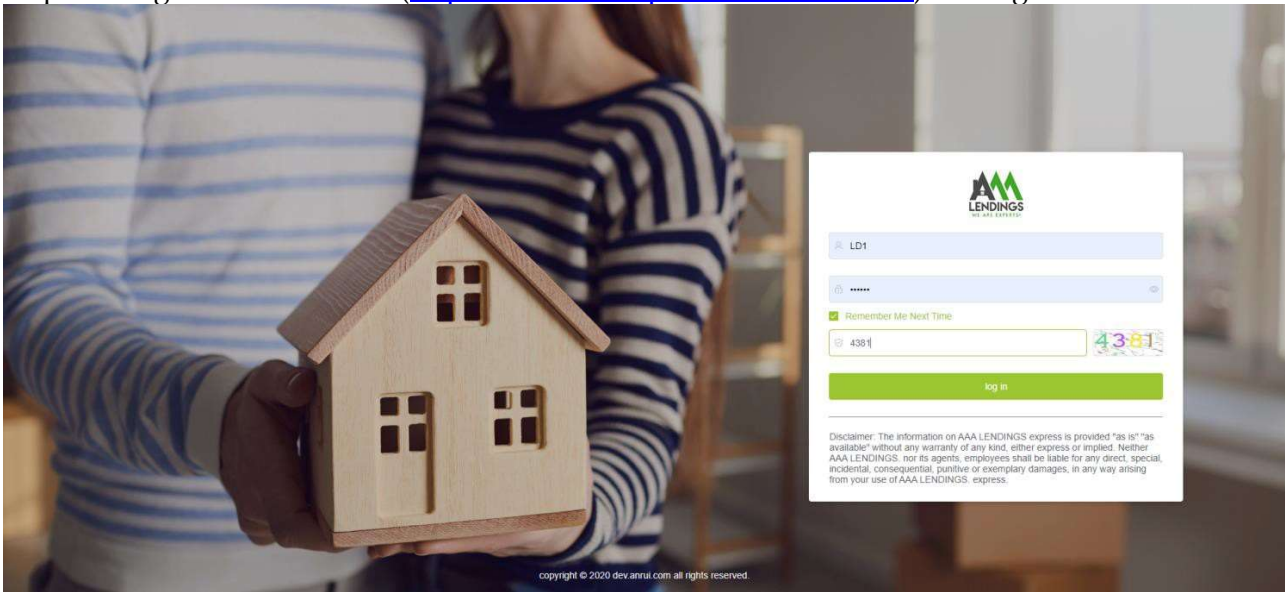 LENDINGS
WE ARE EXPERTS!
LD1
••••••
Remember Me Next Time
4381
4381
log in
Disclaimer: The information on AAA LENDINGS express is provided "as is" "as
available" without any warranty of any kind, either express or implied. Neither
AAA LENDINGS. nor its agents, employees shall be liable for any direct, special,
incidental, consequential, punitive or exemplary damages, in any way arising
from your use of AAA LENDINGS. express.
copyright © 2020 dev.anrui.com all rights reserved.